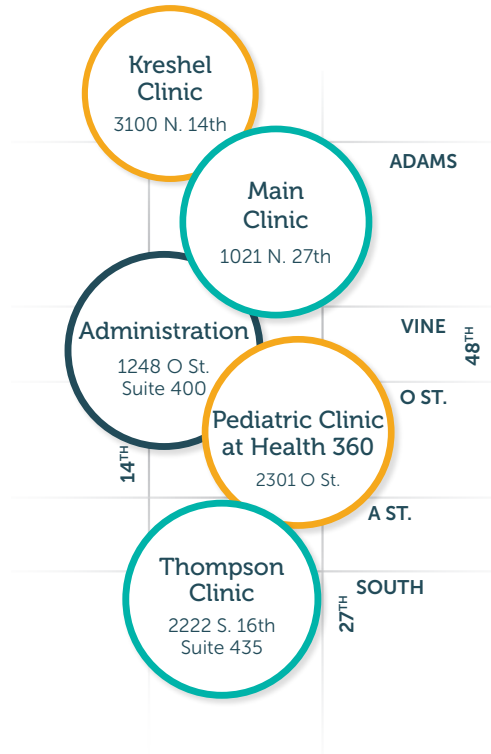 Kreshel
Clinic
3100 N. 14th
ADAMS
Main
Clinic
1021 N. 27th
Administration
1248 O St.
Suite 400
VINE
48TH
O ST.
Pediatric Clinic
at Health 360
2301 O St.
14TH
A ST.
Thompson
Clinic
2222 S. 16th
Suite 435
SOUTH
27TH